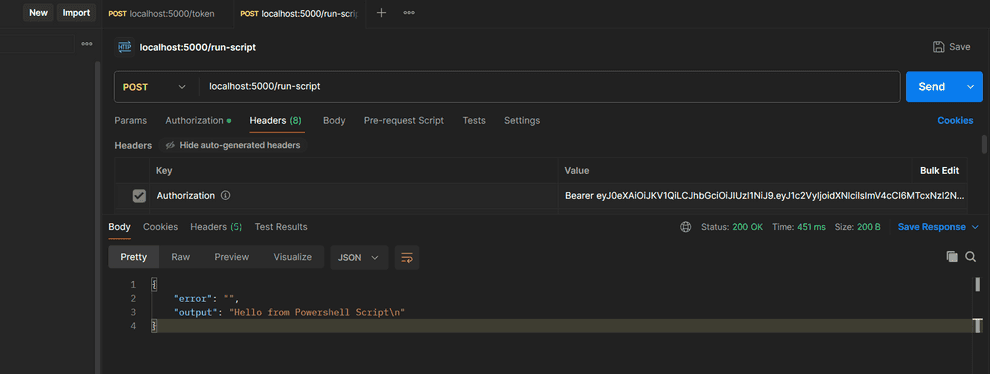 New Import POST localhost:5000/token POST localhost:5000/run-scrip
localhost:5000/run-script Save
POST localhost:5000/run-script Send
Params Authorization Headers (8) Body Pre-request Script Tests Settings Cookies
Headers Hide auto-generated headers
Key Value Bulk Edit
Authorization Bearer eyJ0eXAiOiJKV1QiLCJhbGciOiJIUzI1NiJ9.eyJ1c2VyIjoidXNlciIsImV4cCI6MTcxNzI2N...
Body Cookies Headers (5) Test Results Status: 200 OK Time: 451 ms Size: 200 B Save Response
Pretty Raw Preview Visualize JSON
1 {
2 "error": "",
3 "output": "Hello from Powershell Script\n"
4 }